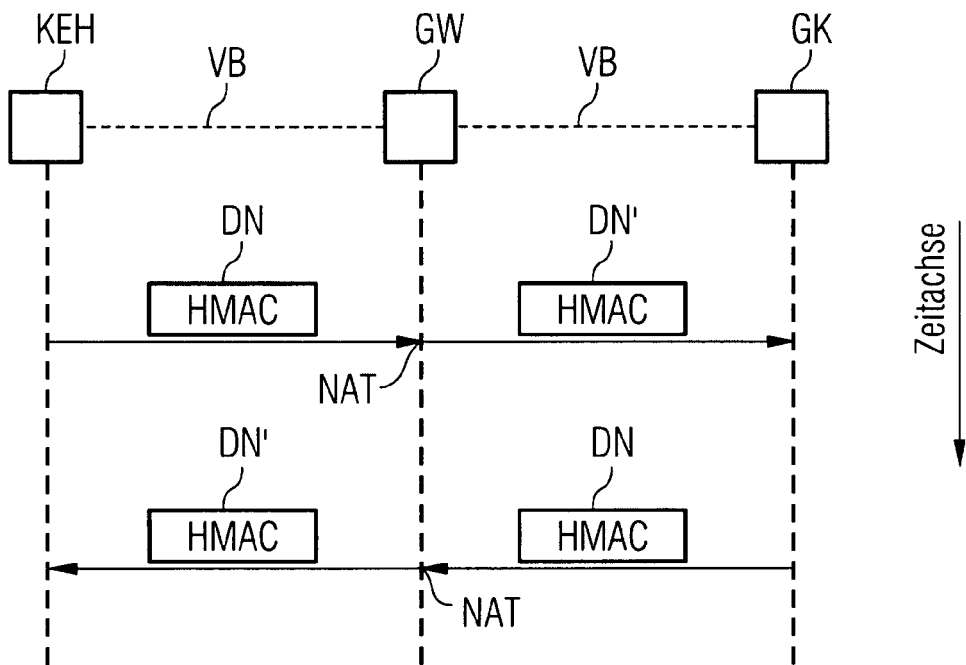 KEH GW GK
VB VB
DN DN'
HMAC HMAC
NAT
DN' DN
HMAC HMAC
NAT
Zeitachse